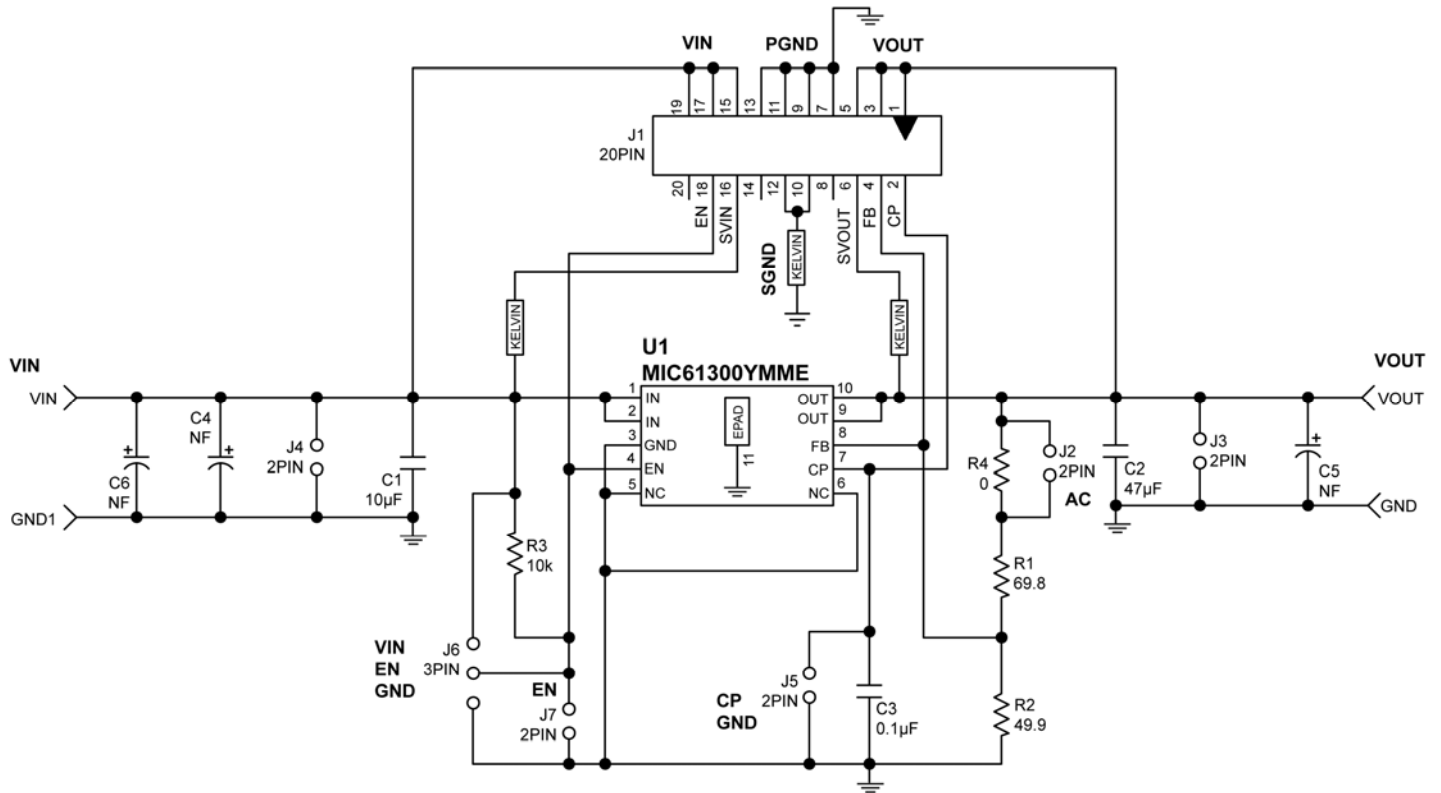 VIN
PGND
VOUT
19
17
15
13
11
9
7
5
3
1
J1
20PIN
20
18
16
14
12
10
8
6
4
2
EN
SVIN
SVOUT
FB
CP
SGND
KELVIN
KELVIN
KELVIN
U1
MIC61300YMME
VIN
VIN
VOUT
VOUT
1
IN
2
IN
3
GND
4
EN
5
NC
EPAD
11
10
OUT
9
OUT
8
FB
7
CP
6
NC
C6
NF
C4
NF
J4
2PIN
C1
10µF
GND1
R3
10k
R4
0
J2
2PIN
AC
C2
47µF
J3
2PIN
C5
NF
GND
R1
69.8
VIN
EN
GND
J6
3PIN
EN
J7
2PIN
CP
GND
J5
2PIN
C3
0.1µF
R2
49.9